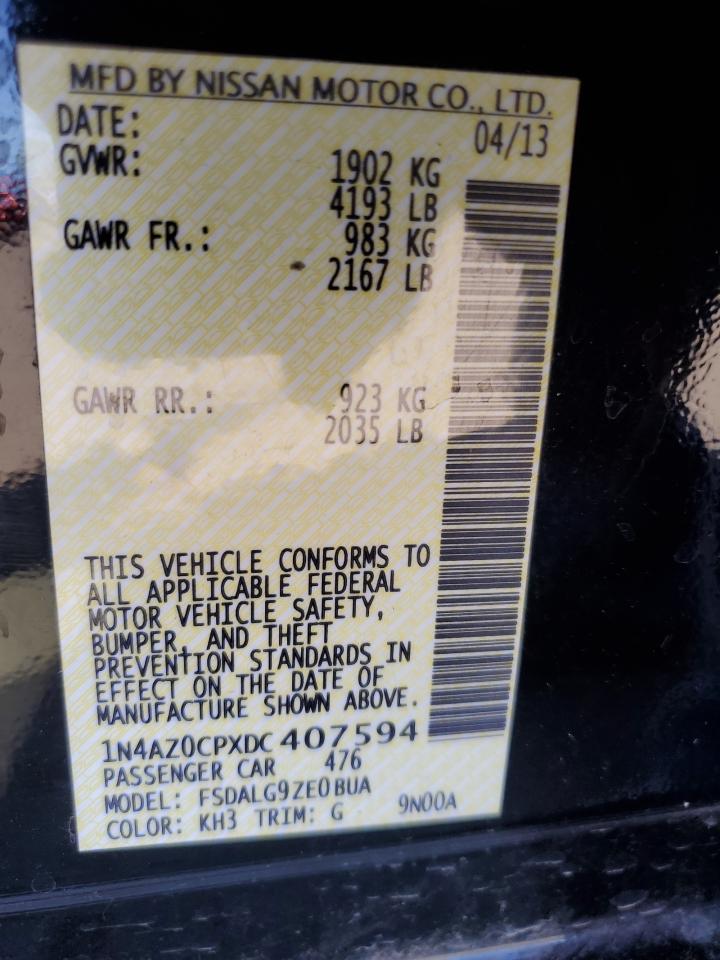 MFD BY NISSAN MOTOR CO., LTD.
DATE: 04/13
GVWR: 1902 KG
4193 LB
GAWR FR.: 983 KG
2167 LB
GAWR RR.: 923 KG
2035 LB
THIS VEHICLE CONFORMS TO
ALL APPLICABLE FEDERAL
MOTOR VEHICLE SAFETY,
BUMPER, AND THEFT
PREVENTION STANDARDS IN
EFFECT ON THE DATE OF
MANUFACTURE SHOWN ABOVE.
1N4AZ0CPXDC407594
PASSENGER CAR 476
MODEL: FSDALG9ZE0BUA
COLOR: KH3 TRIM: G 9N00A